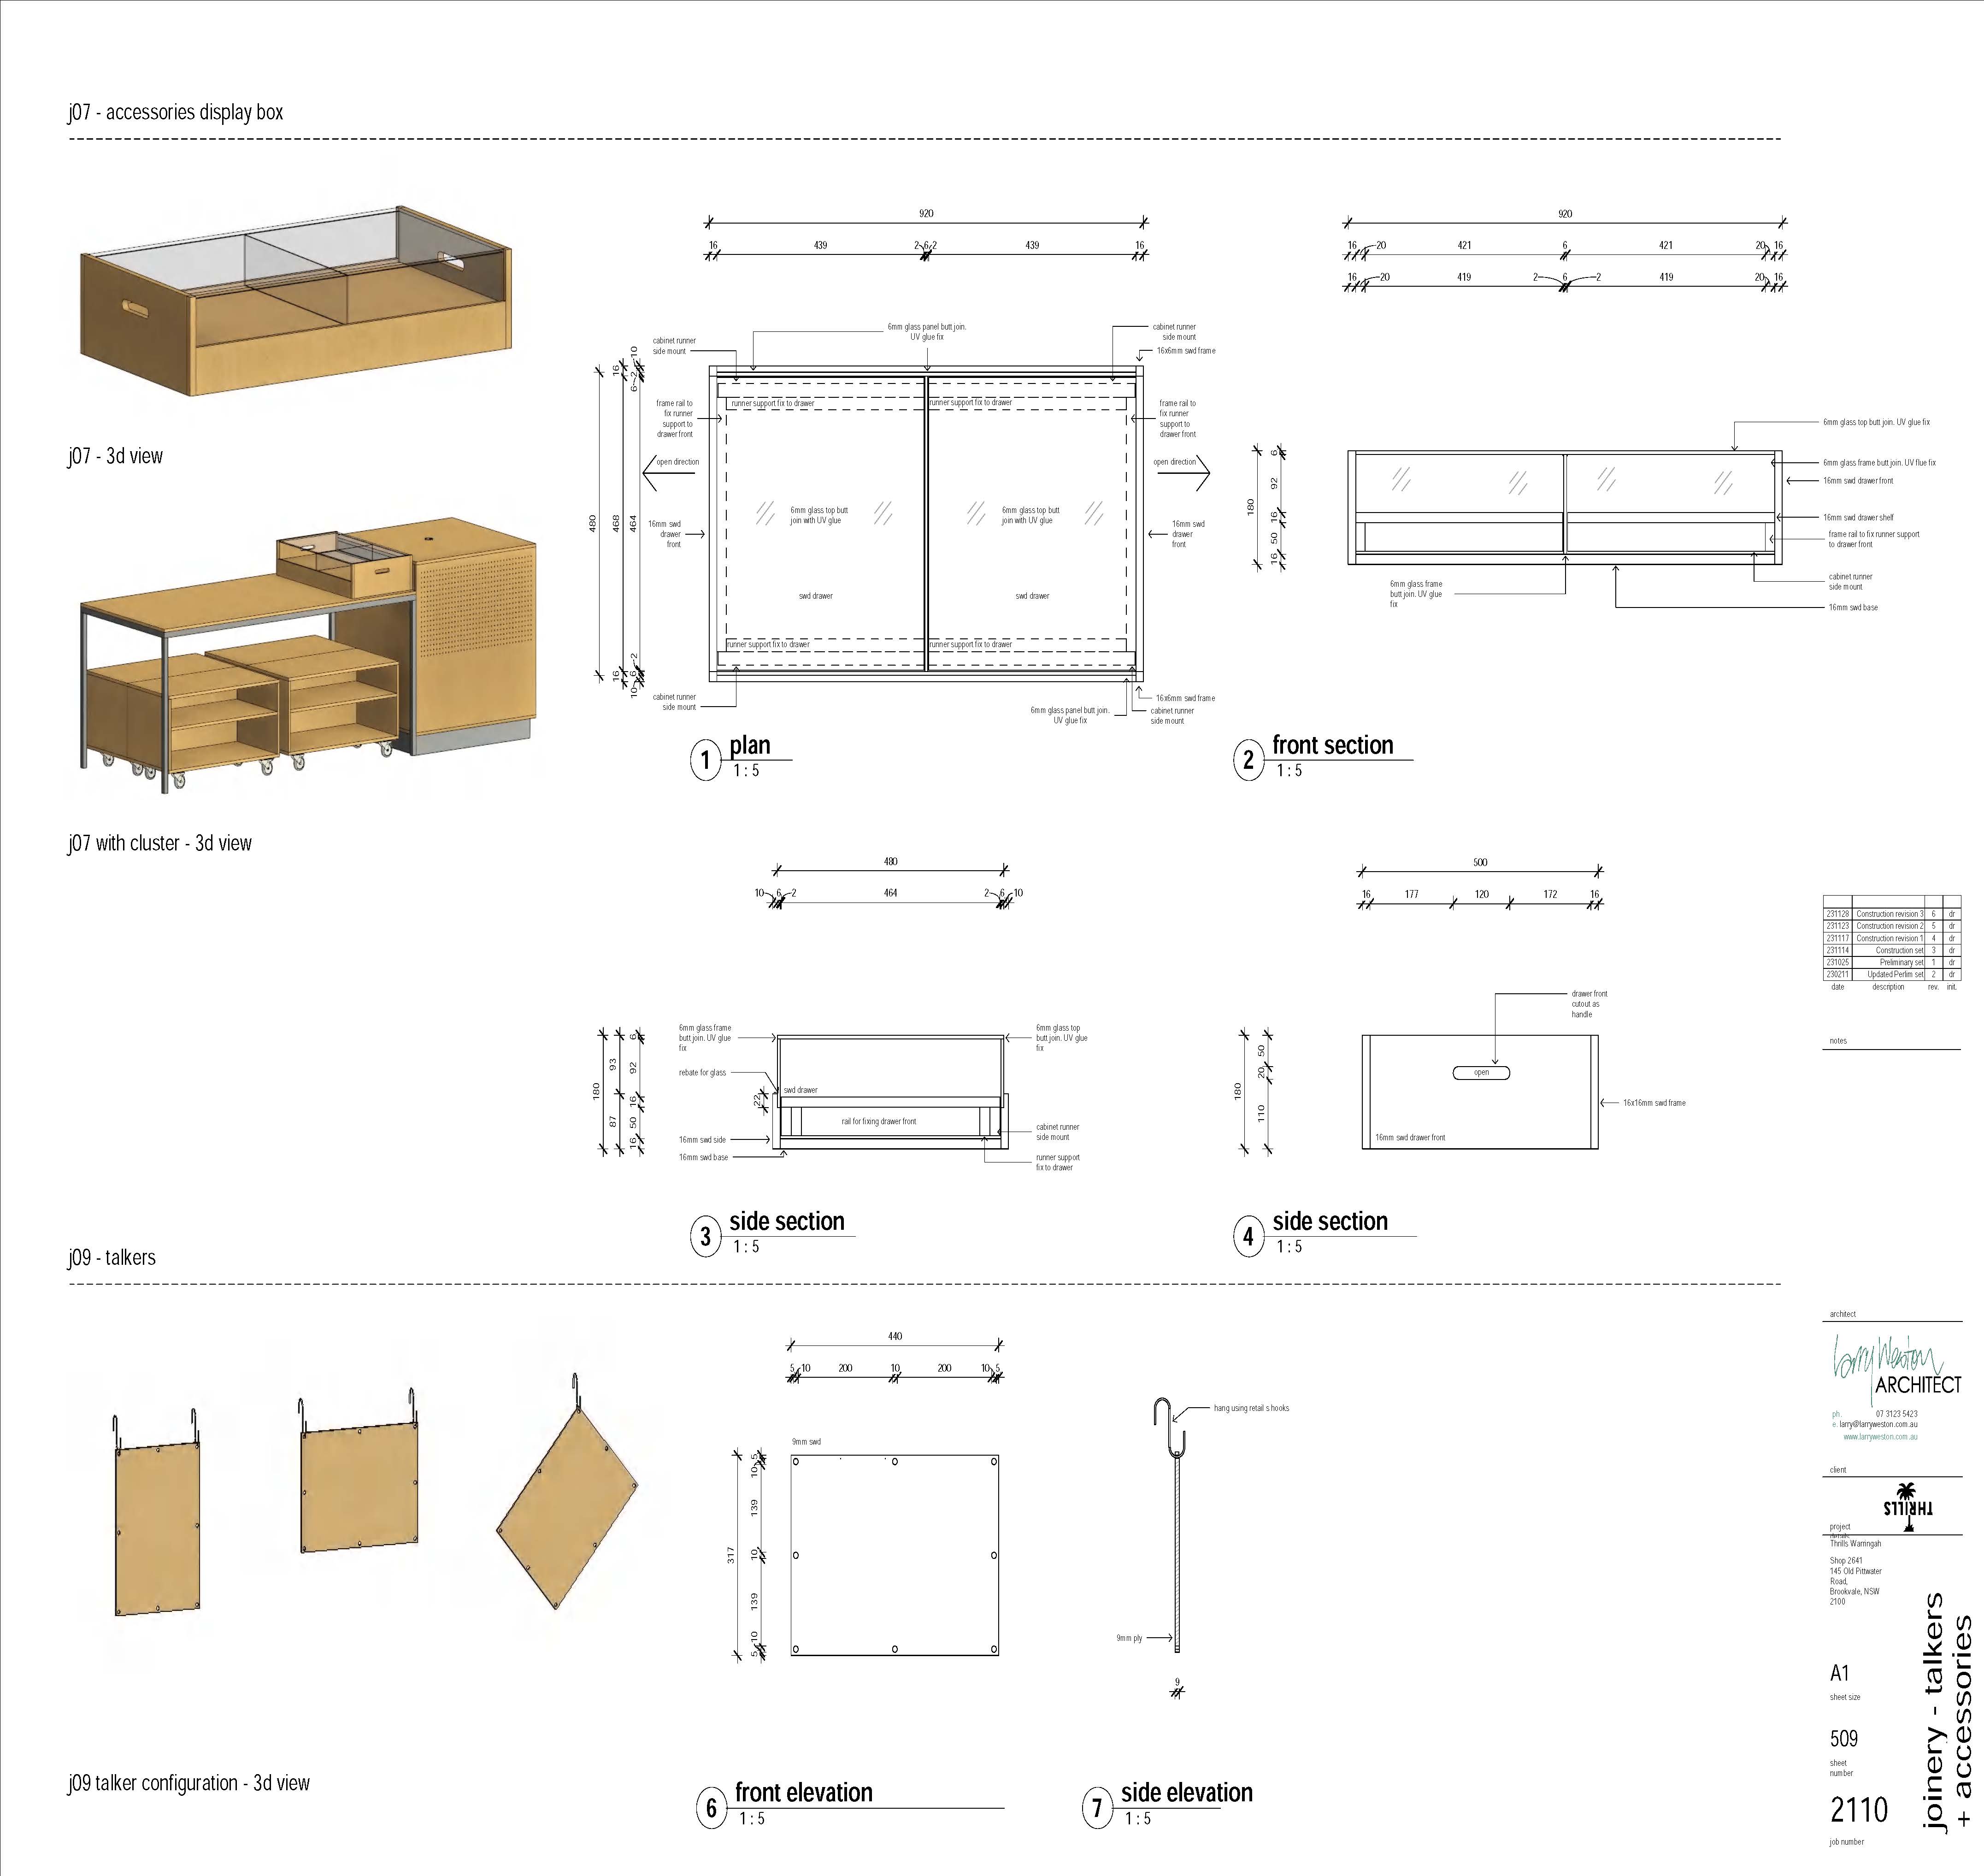 j07 - accessories display box
j07 - 3d view
j07 with cluster - 3d view
920
16 439 2 6 2 439 16
6mm glass panel butt join.
UV glue fix
cabinet runner
side mount
cabinet runner
side mount
16x6mm swd frame
480
16 468 16
10 6 2 464 2 6 10
runner support fix to drawer
runner support fix to drawer
frame rail to
fix runner
support to
drawer front
frame rail to
fix runner
support to
drawer front
open direction
open direction
6mm glass top butt
join with UV glue
6mm glass top butt
join with UV glue
16mm swd
drawer
front
16mm swd
drawer
front
swd drawer
swd drawer
runner support fix to drawer
runner support fix to drawer
cabinet runner
side mount
16x6mm swd frame
6mm glass panel butt join.
UV glue fix
cabinet runner
side mount
1 plan
1 : 5
920
16 20 421 6 421 20 16
16 20 419 2 6 2 419 20 16
180
6 92 16 50 16
6mm glass top butt join. UV glue fix
6mm glass frame butt join. UV flue fix
16mm swd drawer front
16mm swd drawer shelf
frame rail to fix runner support
to drawer front
cabinet runner
side mount
16mm swd base
6mm glass frame
butt join. UV glue
fix
2 front section
1 : 5
480
10 6 2 464 2 6 10
180
93 87
6 92 16 50 16
22
6mm glass frame
butt join. UV glue
fix
6mm glass top
butt join. UV glue
fix
rebate for glass
swd drawer
rail for fixing drawer front
16mm swd side
16mm swd base
cabinet runner
side mount
runner support
fix to drawer
3 side section
1 : 5
500
16 177 120 172 16
180
50 20 110
drawer front
cutout as
handle
open
16x16mm swd frame
16mm swd drawer front
4 side section
1 : 5
j09 - talkers
440
5 10 200 10 200 10 5
9mm swd
317
5 10 139 10 139 10 5
6 front elevation
1 : 5
hang using retail s hooks
9mm ply
9
7 side elevation
1 : 5
j09 talker configuration - 3d view
231128 Construction revision 3 6 dr
231123 Construction revision 2 5 dr
231117 Construction revision 1 4 dr
231114 Construction set 3 dr
231025 Preliminary set 1 dr
230211 Updated Perlim set 2 dr
date description rev. init.
notes
architect
larry Weston
ARCHITECT
ph. 07 3123 5423
e. larry@larryweston.com.au
www.larryweston.com.au
client
THRILLS
project
Thrills Warringah
Shop 2641
145 Old Pittwater
Road,
Brookvale, NSW
2100
A1
sheet size
509
sheet
number
2110
job number
joinery - talkers
+ accessories